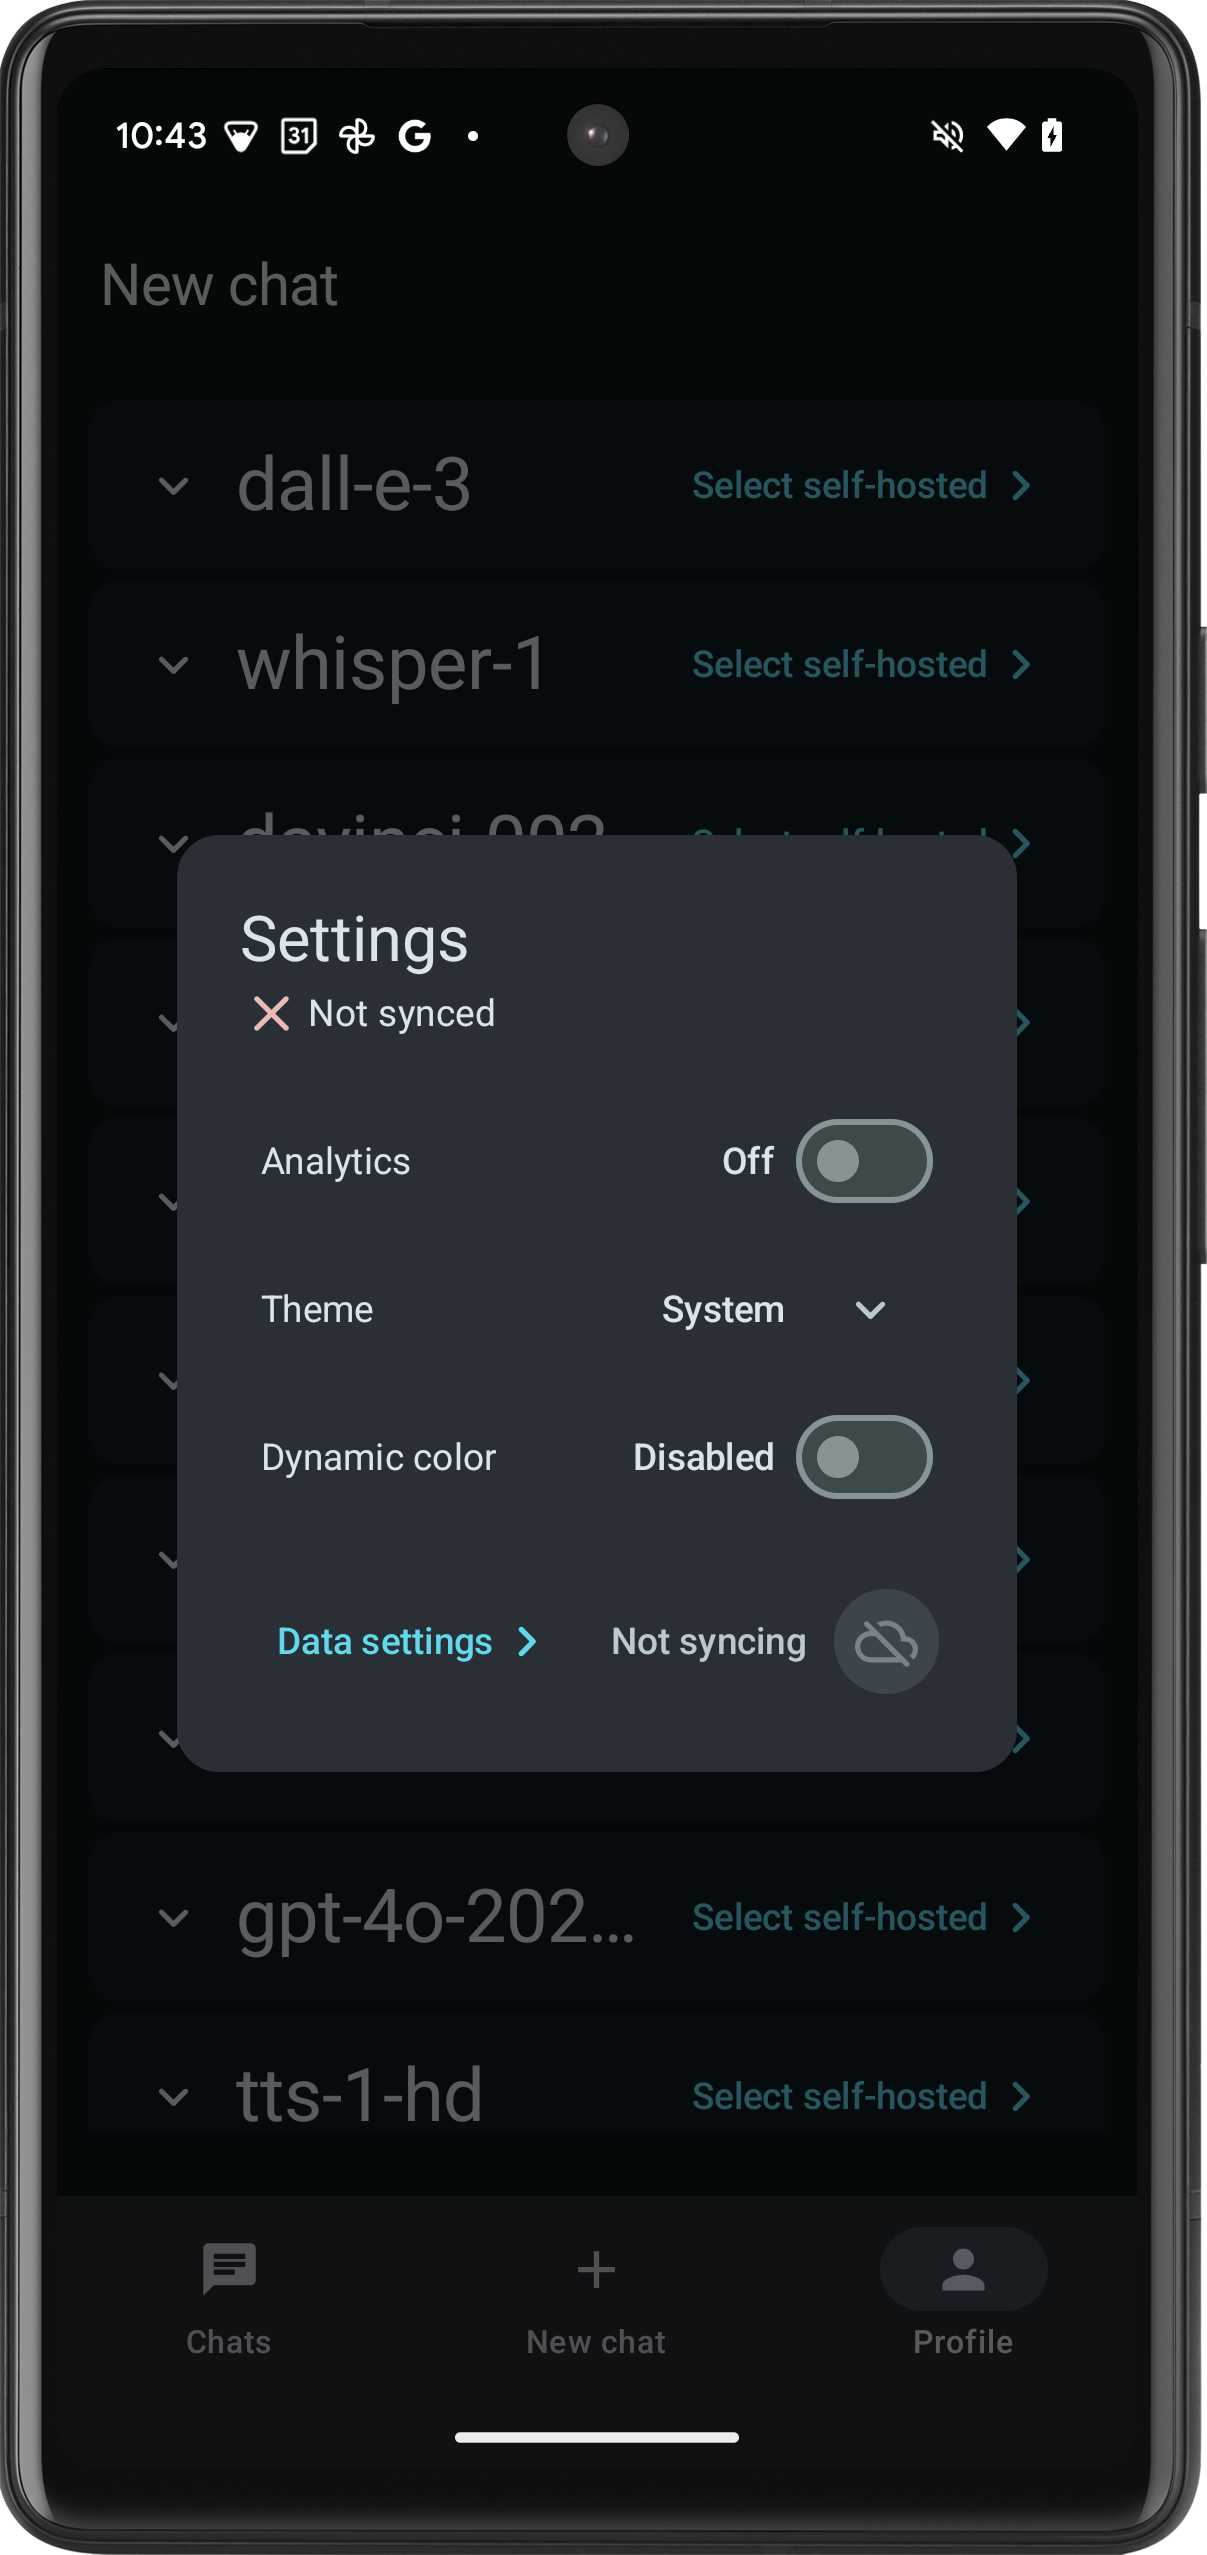 10:43
31
New chat
dall-e-3 Select self-hosted
whisper-1 Select self-hosted
Settings
Not synced
Analytics Off
Theme System
Dynamic color Disabled
Data settings Not syncing
gpt-4o-202... Select self-hosted
tts-1-hd Select self-hosted
Chats New chat Profile